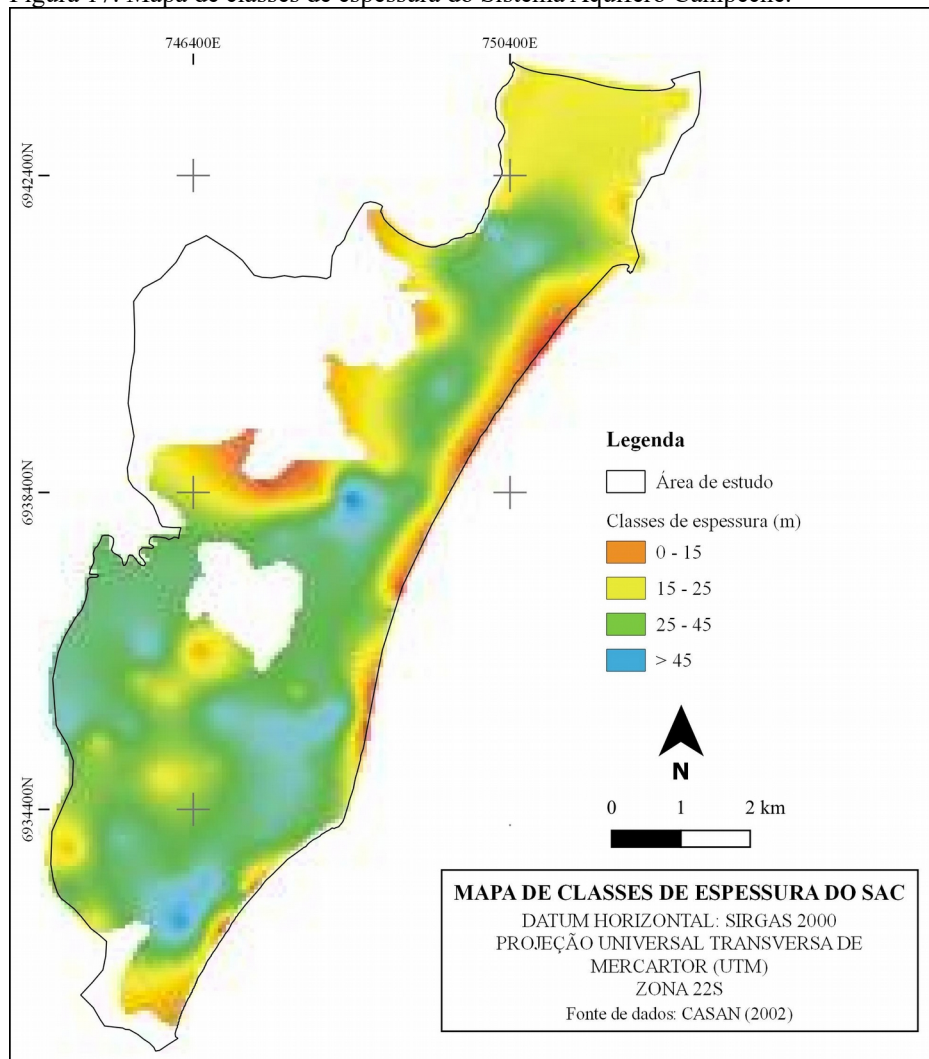 Figura 17. Mapa de classes de espessura do Sistema Aquífero Campeche.
746400E
750400E
6942400N
6938400N
6934400N
Legenda
Área de estudo
Classes de espessura (m)
0 - 15
15 - 25
25 - 45
> 45
N
0 1 2 km
MAPA DE CLASSES DE ESPESSURA DO SAC
DATUM HORIZONTAL: SIRGAS 2000
PROJEÇÃO UNIVERSAL TRANSVERSA DE
MERCARTOR (UTM)
ZONA 22S
Fonte de dados: CASAN (2002)